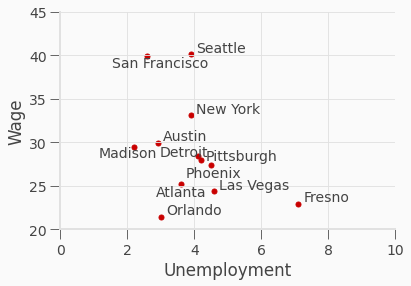 45
40
35
30
25
20
Wage
Seattle
San Francisco
New York
Austin
Madison
Detroit
Pittsburgh
Phoenix
Atlanta
Las Vegas
Fresno
Orlando
0 2 4 6 8 10
Unemployment